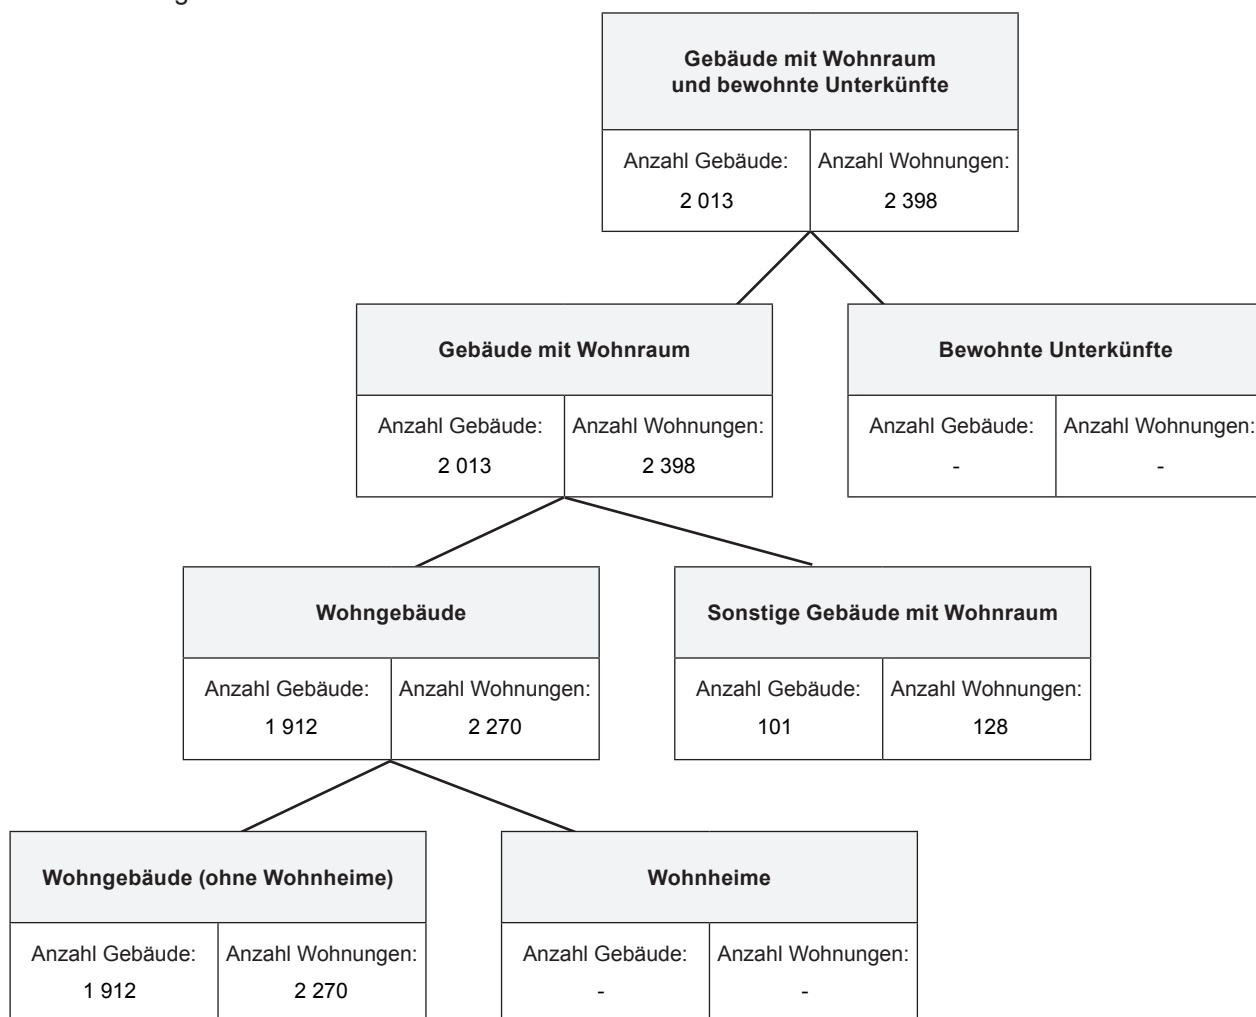 Gebäude mit Wohnraum
und bewohnte Unterkünfte
Anzahl Gebäude: Anzahl Wohnungen:
2 013 2 398
Gebäude mit Wohnraum
Anzahl Gebäude: Anzahl Wohnungen:
2 013 2 398
Bewohnte Unterkünfte
Anzahl Gebäude: Anzahl Wohnungen:
- -
Wohngebäude
Anzahl Gebäude: Anzahl Wohnungen:
1 912 2 270
Sonstige Gebäude mit Wohnraum
Anzahl Gebäude: Anzahl Wohnungen:
101 128
Wohngebäude (ohne Wohnheime)
Anzahl Gebäude: Anzahl Wohnungen:
1 912 2 270
Wohnheime
Anzahl Gebäude: Anzahl Wohnungen:
- -